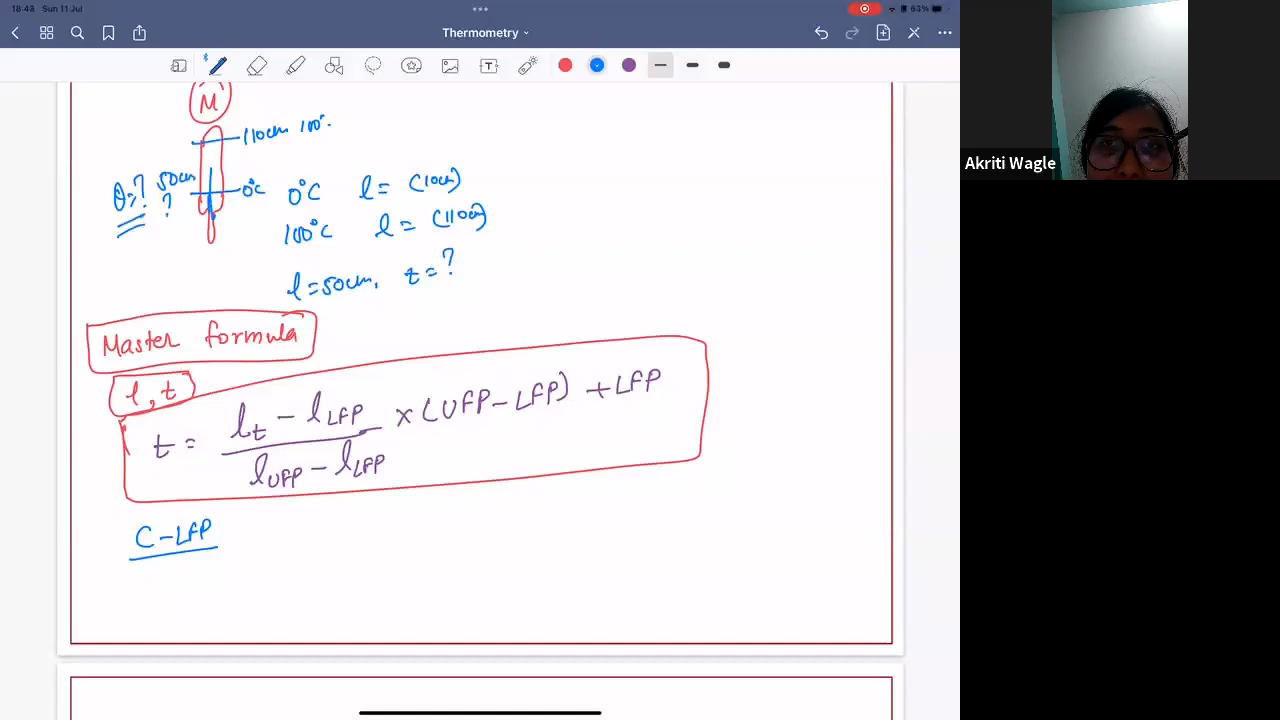 18:43 Sun 11 Jul
63%
Thermometry
M
110cm 100°
θ=? 50cm 0°C
?
0°C l = (10cm)
100°C l = (110cm)
l = 50cm, t = ?
Master formula
l, t
t = (l_t - l_LFP) / (l_UFP - l_LFP) × (UFP - LFP) + LFP
C - LFP
Akriti Wagle